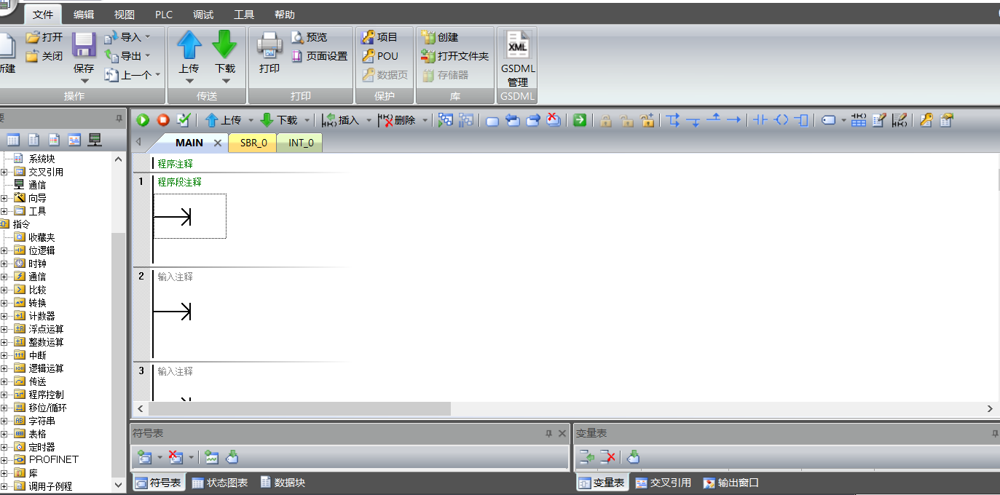 文件 编辑 视图 PLC 调试 工具 帮助
打开 导入 预览 项目 创建
关闭 导出 页面设置 POU 打开文件夹
新建 保存 上一个 上传 下载 打印 数据页 存储器 GSDML 管理
操作 传送 打印 保护 库 GSDML
要
上传 下载 插入 删除
MAIN SBR_0 INT_0
系统块
交叉引用
通信
向导
工具
指令
收藏夹
位逻辑
时钟
通信
比较
转换
计数器
浮点运算
整数运算
中断
逻辑运算
传送
程序控制
移位/循环
字符串
表格
定时器
PROFINET
库
调用子例程
程序注释
1 程序段注释
2 输入注释
3 输入注释
符号表 变量表
符号表 状态图表 数据块 变量表 交叉引用 输出窗口